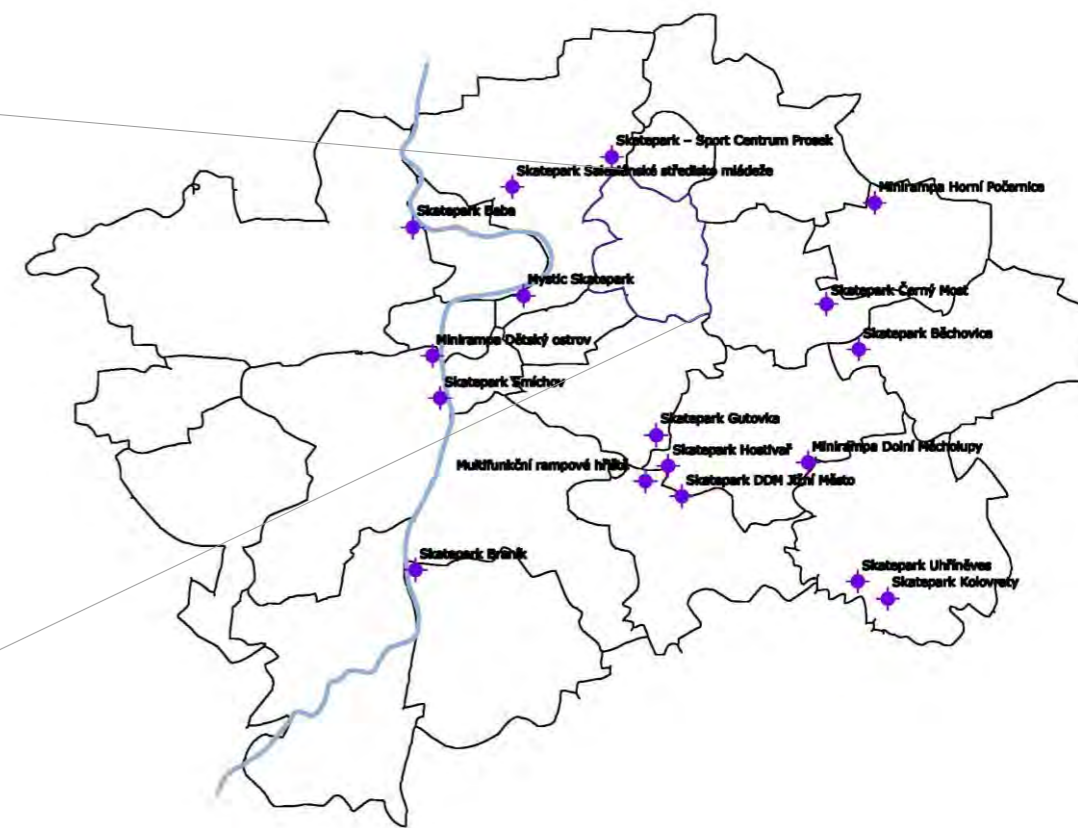 Skatepark – Sport Centrum Prosek
Skatepark Salesiánské středisko mládeže
Minirampa Horní Počernice
Skatepark Baba
Mystic Skatepark
Skatepark Černý Most
Minirampa Dětský ostrov
Skatepark Běchovice
Skatepark Smíchov
Skatepark Gutovka
Skatepark Hostivař
Minirampa Dolní Měcholupy
Multifunkční rampové hřiště
Skatepark DDM Jižní Město
Skatepark Braník
Skatepark Uhříněves
Skatepark Kolovraty